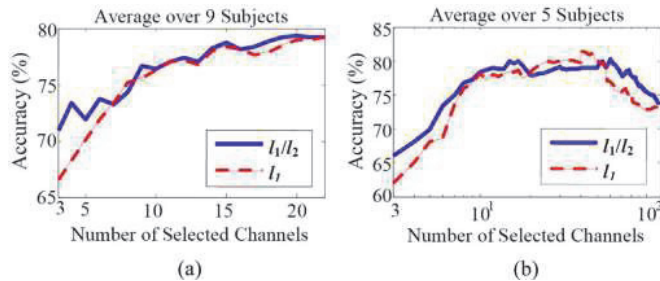 Average over 9 Subjects
Accuracy (%)
80
75
70
65
3
5
10
15
20
l₁/l₂
l₁
Number of Selected Channels
(a)
Average over 5 Subjects
Accuracy (%)
85
80
75
70
65
60
3
10¹
10²
l₁/l₂
l₁
Number of Selected Channels
(b)